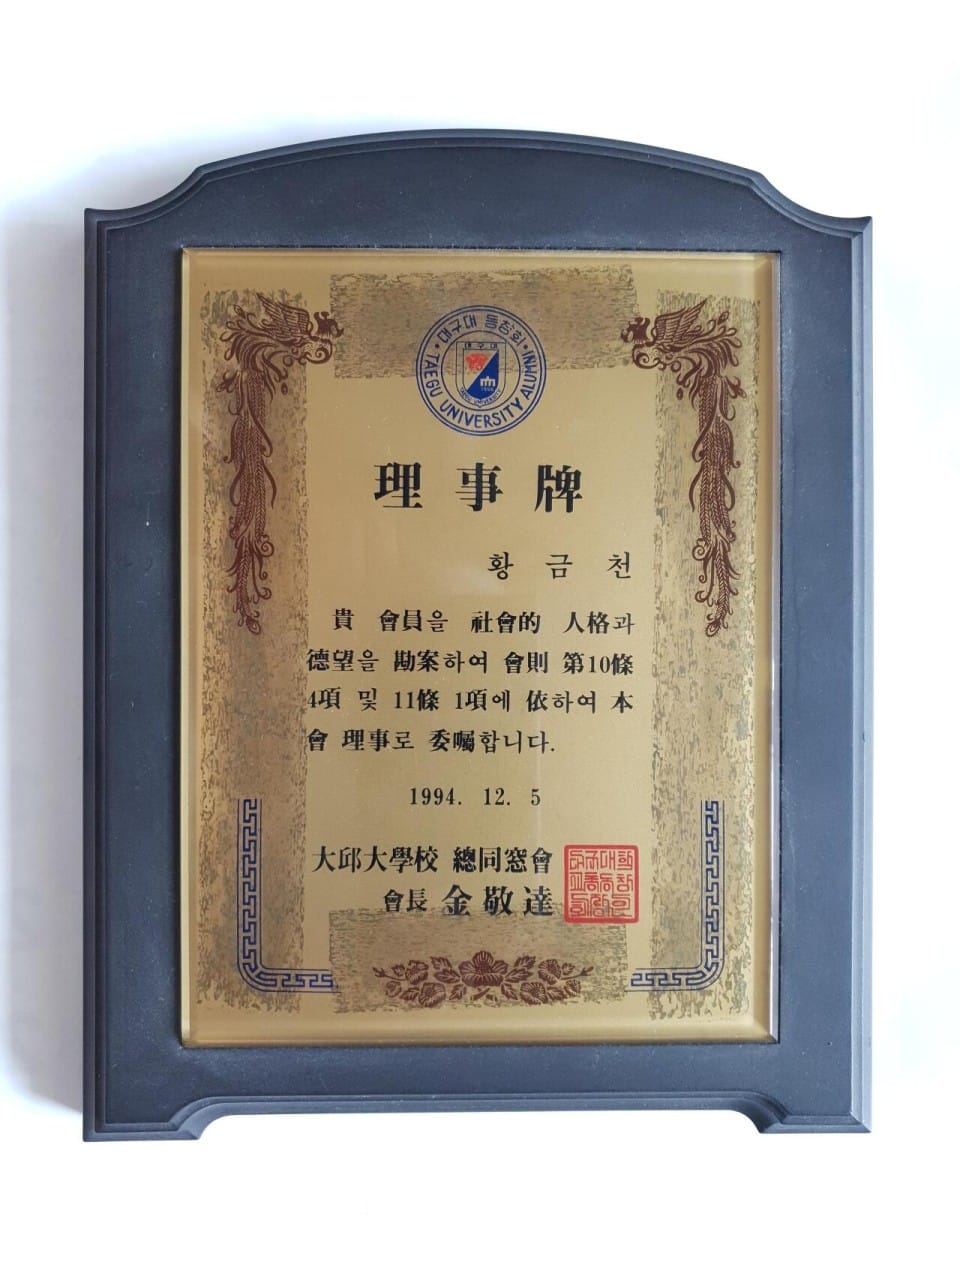 대구대 동창회
TAEGU UNIVERSITY ALUMNI
대구대
1956
理事牌
황금천
貴 會員을 社會的 人格과
德望을 勘案하여 會則 第10條
4項 및 11條 1項에 依하여 本
會 理事로 委囑합니다.
1994. 12. 5
大邱大學校 總同窓會
會長 金敬達